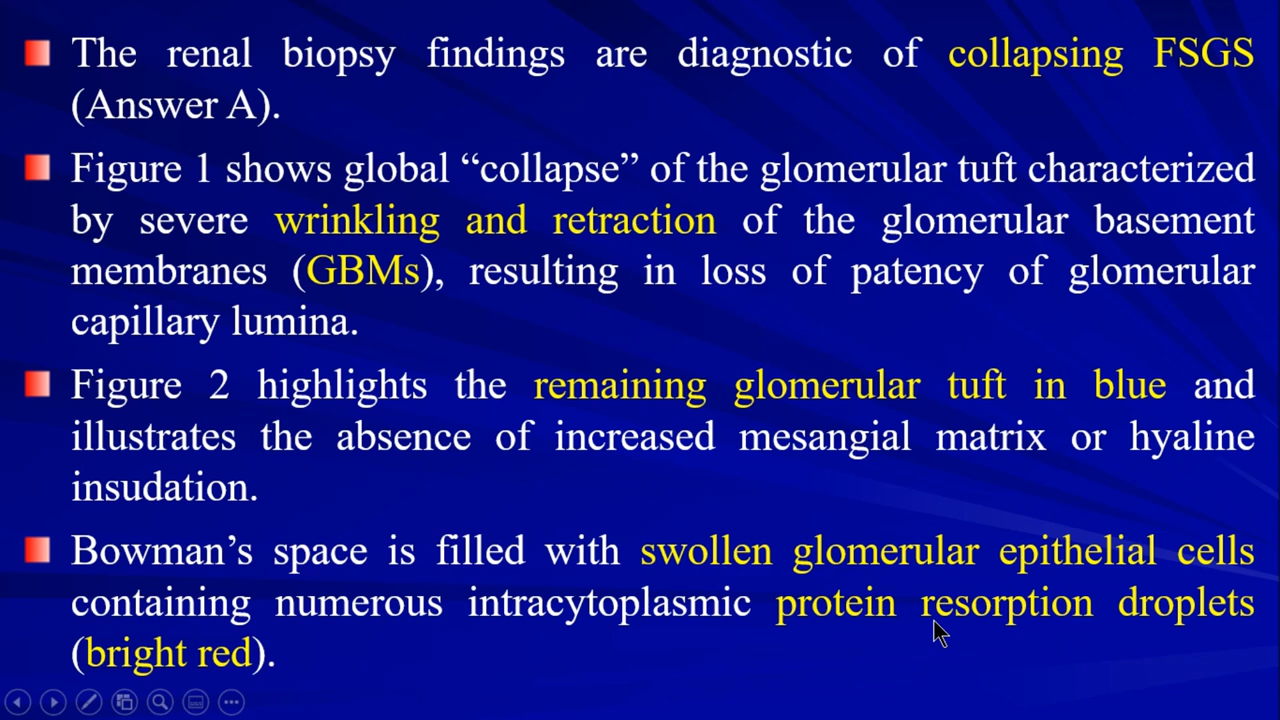 The renal biopsy findings are diagnostic of collapsing FSGS
(Answer A).
Figure 1 shows global “collapse” of the glomerular tuft characterized
by severe wrinkling and retraction of the glomerular basement
membranes (GBMs), resulting in loss of patency of glomerular
capillary lumina.
Figure 2 highlights the remaining glomerular tuft in blue and
illustrates the absence of increased mesangial matrix or hyaline
insudation.
Bowman’s space is filled with swollen glomerular epithelial cells
containing numerous intracytoplasmic protein resorption droplets
(bright red).